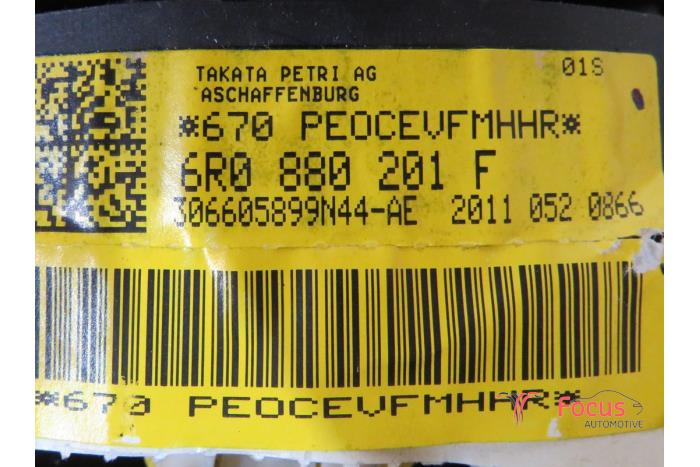 TAKATA PETRI AG 01S
ASCHAFFENBURG
*670 PEOCEVFMHHR*
6R0 880 201 F
306605899N44-AE 2011 052 0866
*670 PEOCEVFMHHR*
Focus
AUTOMOTIVE